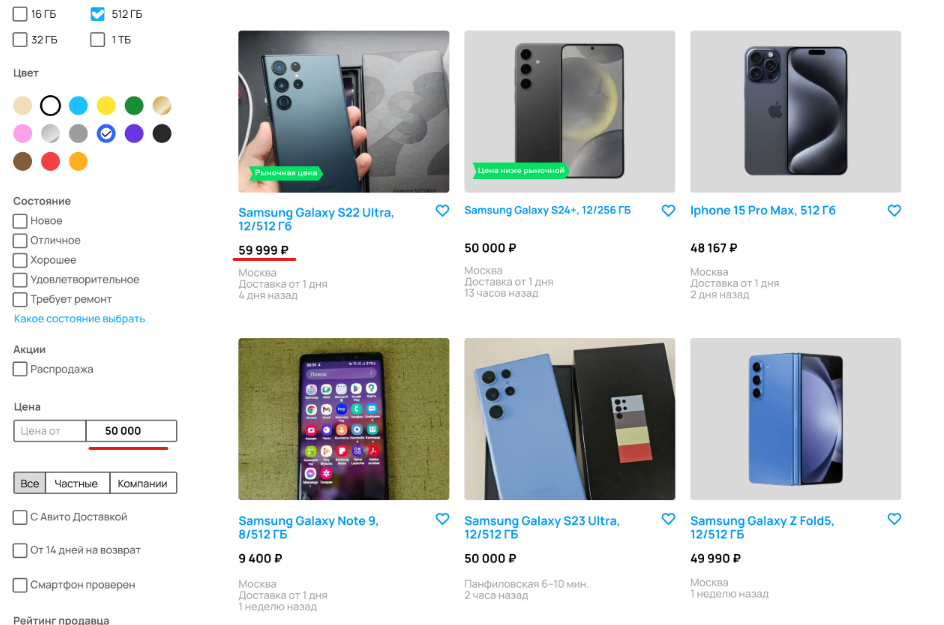 16 ГБ
512 ГБ
32 ГБ
1 ТБ
Цвет
Состояние
Новое
Отличное
Хорошее
Удовлетворительное
Требует ремонт
Какое состояние выбрать
Акции
Распродажа
Цена
Цена от
50 000
Все
Частные
Компании
С Авито Доставкой
От 14 дней на возврат
Смартфон проверен
Рейтинг продавца
Рыночная цена
Samsung Galaxy S22 Ultra,
12/512 Гб
59 999 ₽
Москва
Доставка от 1 дня
4 дня назад
Цена ниже рыночной
Samsung Galaxy S24+, 12/256 ГБ
50 000 ₽
Москва
Доставка от 1 дня
13 часов назад
Iphone 15 Pro Max, 512 Гб
48 167 ₽
Москва
Доставка от 1 дня
2 дня назад
Поиск
Samsung Galaxy Note 9,
8/512 ГБ
9 400 ₽
Москва
Доставка от 1 дня
1 неделю назад
Samsung Galaxy S23 Ultra,
12/512 ГБ
50 000 ₽
Панфиловская 6–10 мин.
2 часа назад
Samsung Galaxy Z Fold5,
12/512 ГБ
49 990 ₽
Москва
1 неделю назад